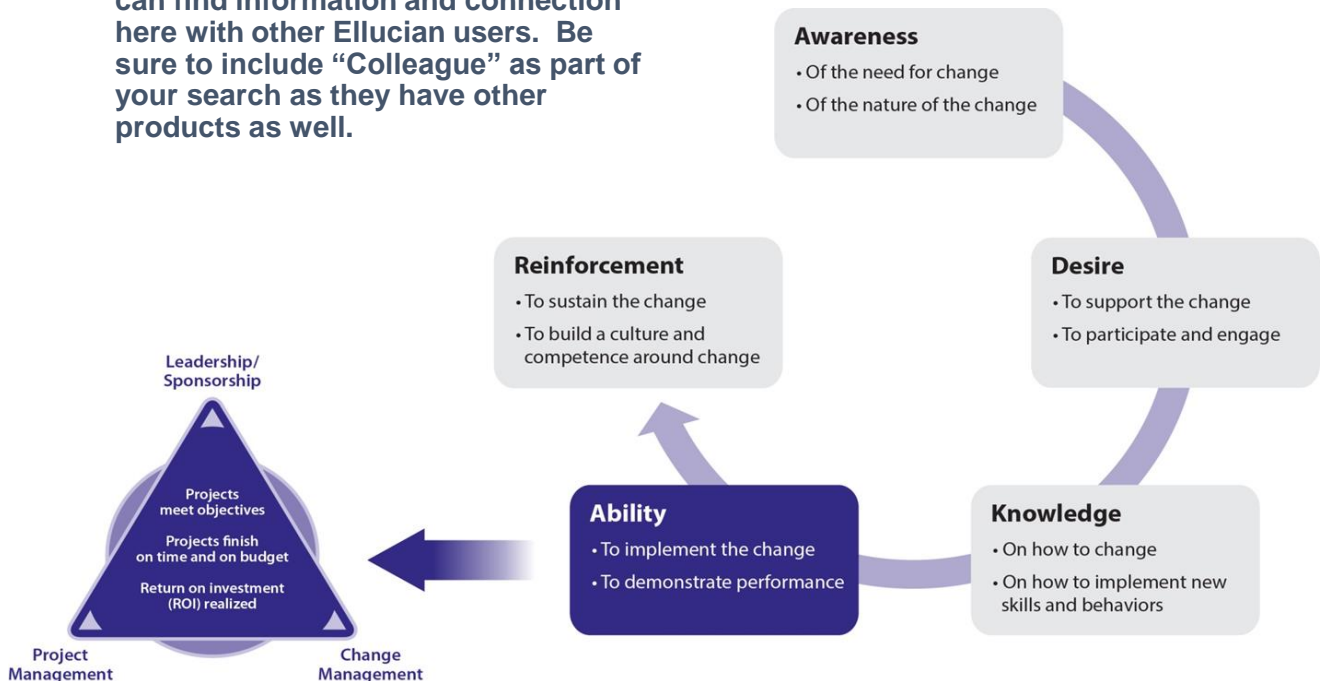 can find information and connection
here with other Ellucian users.  Be
sure to include “Colleague” as part of
your search as they have other
products as well.
Awareness
• Of the need for change
• Of the nature of the change
Desire
• To support the change
• To participate and engage
Knowledge
• On how to change
• On how to implement new
skills and behaviors
Ability
• To implement the change
• To demonstrate performance
Reinforcement
• To sustain the change
• To build a culture and
competence around change
Leadership/
Sponsorship
Projects
meet objectives
Projects finish
on time and on budget
Return on investment
(ROI) realized
Project
Management
Change
Management